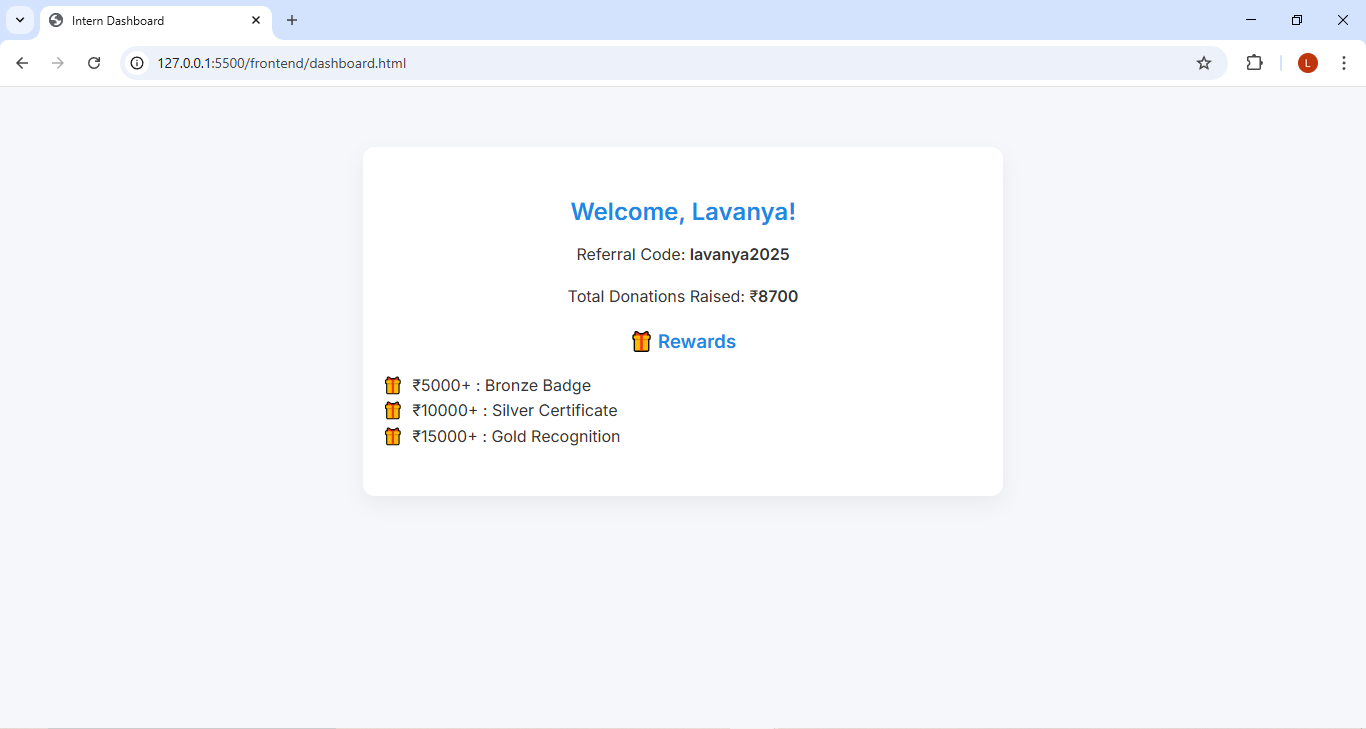 Intern Dashboard
127.0.0.1:5500/frontend/dashboard.html
L
Welcome, Lavanya!
Referral Code: lavanya2025
Total Donations Raised: ₹8700
🎁 Rewards
🎁 ₹5000+ : Bronze Badge
🎁 ₹10000+ : Silver Certificate
🎁 ₹15000+ : Gold Recognition